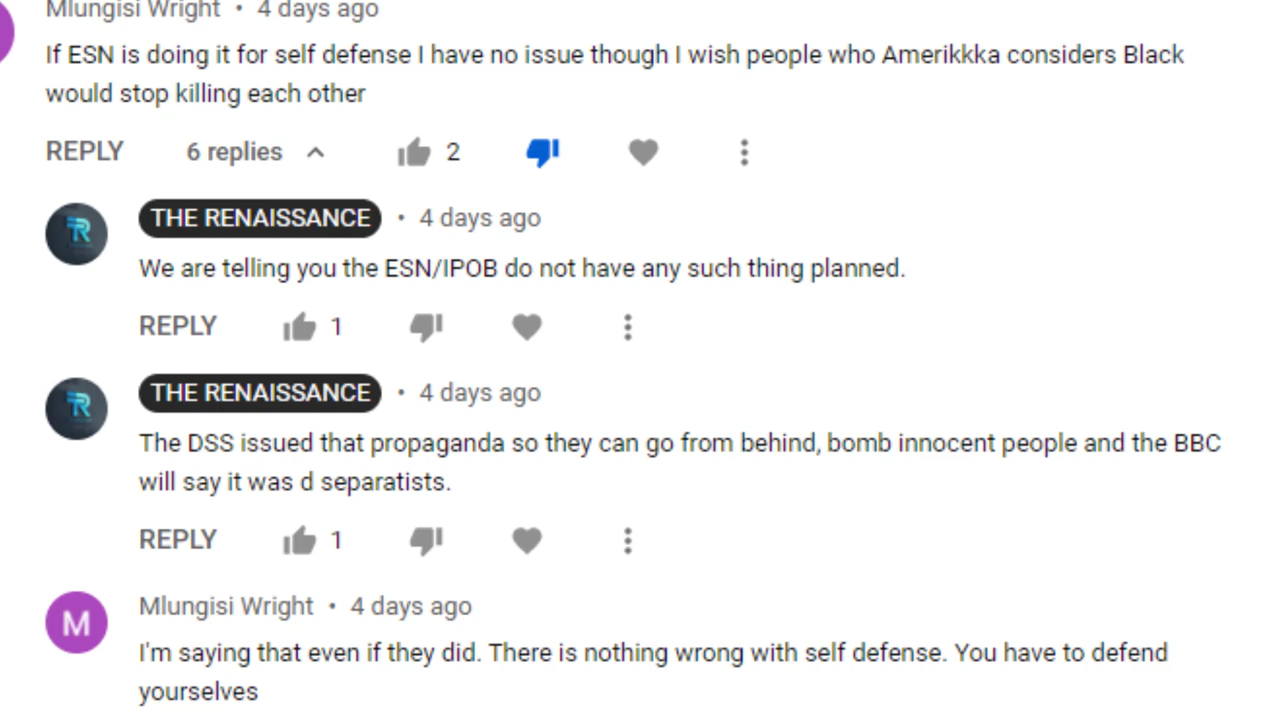 Mlungisi Wright • 4 days ago
If ESN is doing it for self defense I have no issue though I wish people who Amerikkka considers Black
would stop killing each other
REPLY 6 replies 2
THE RENAISSANCE • 4 days ago
We are telling you the ESN/IPOB do not have any such thing planned.
REPLY 1
THE RENAISSANCE • 4 days ago
The DSS issued that propaganda so they can go from behind, bomb innocent people and the BBC
will say it was d separatists.
REPLY 1
M Mlungisi Wright • 4 days ago
I'm saying that even if they did. There is nothing wrong with self defense. You have to defend
yourselves